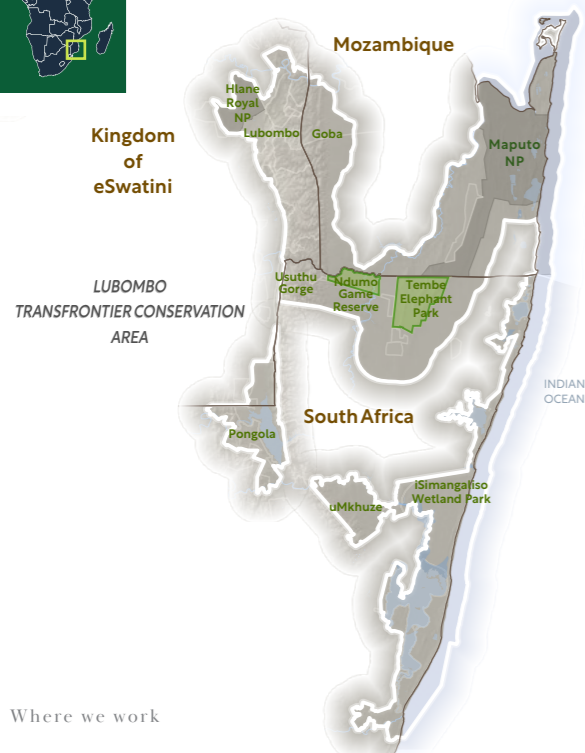 Mozambique
Hlane
Royal
NP
Lubombo
Goba
Kingdom
of
eSwatini
Maputo
NP
LUBOMBO
TRANSFRONTIER CONSERVATION
AREA
Usuthu
Gorge
Ndumo
Game
Reserve
Tembe
Elephant
Park
INDIAN
OCEAN
South Africa
Pongola
iSimangaliso
Wetland Park
uMkhuze
Where we work